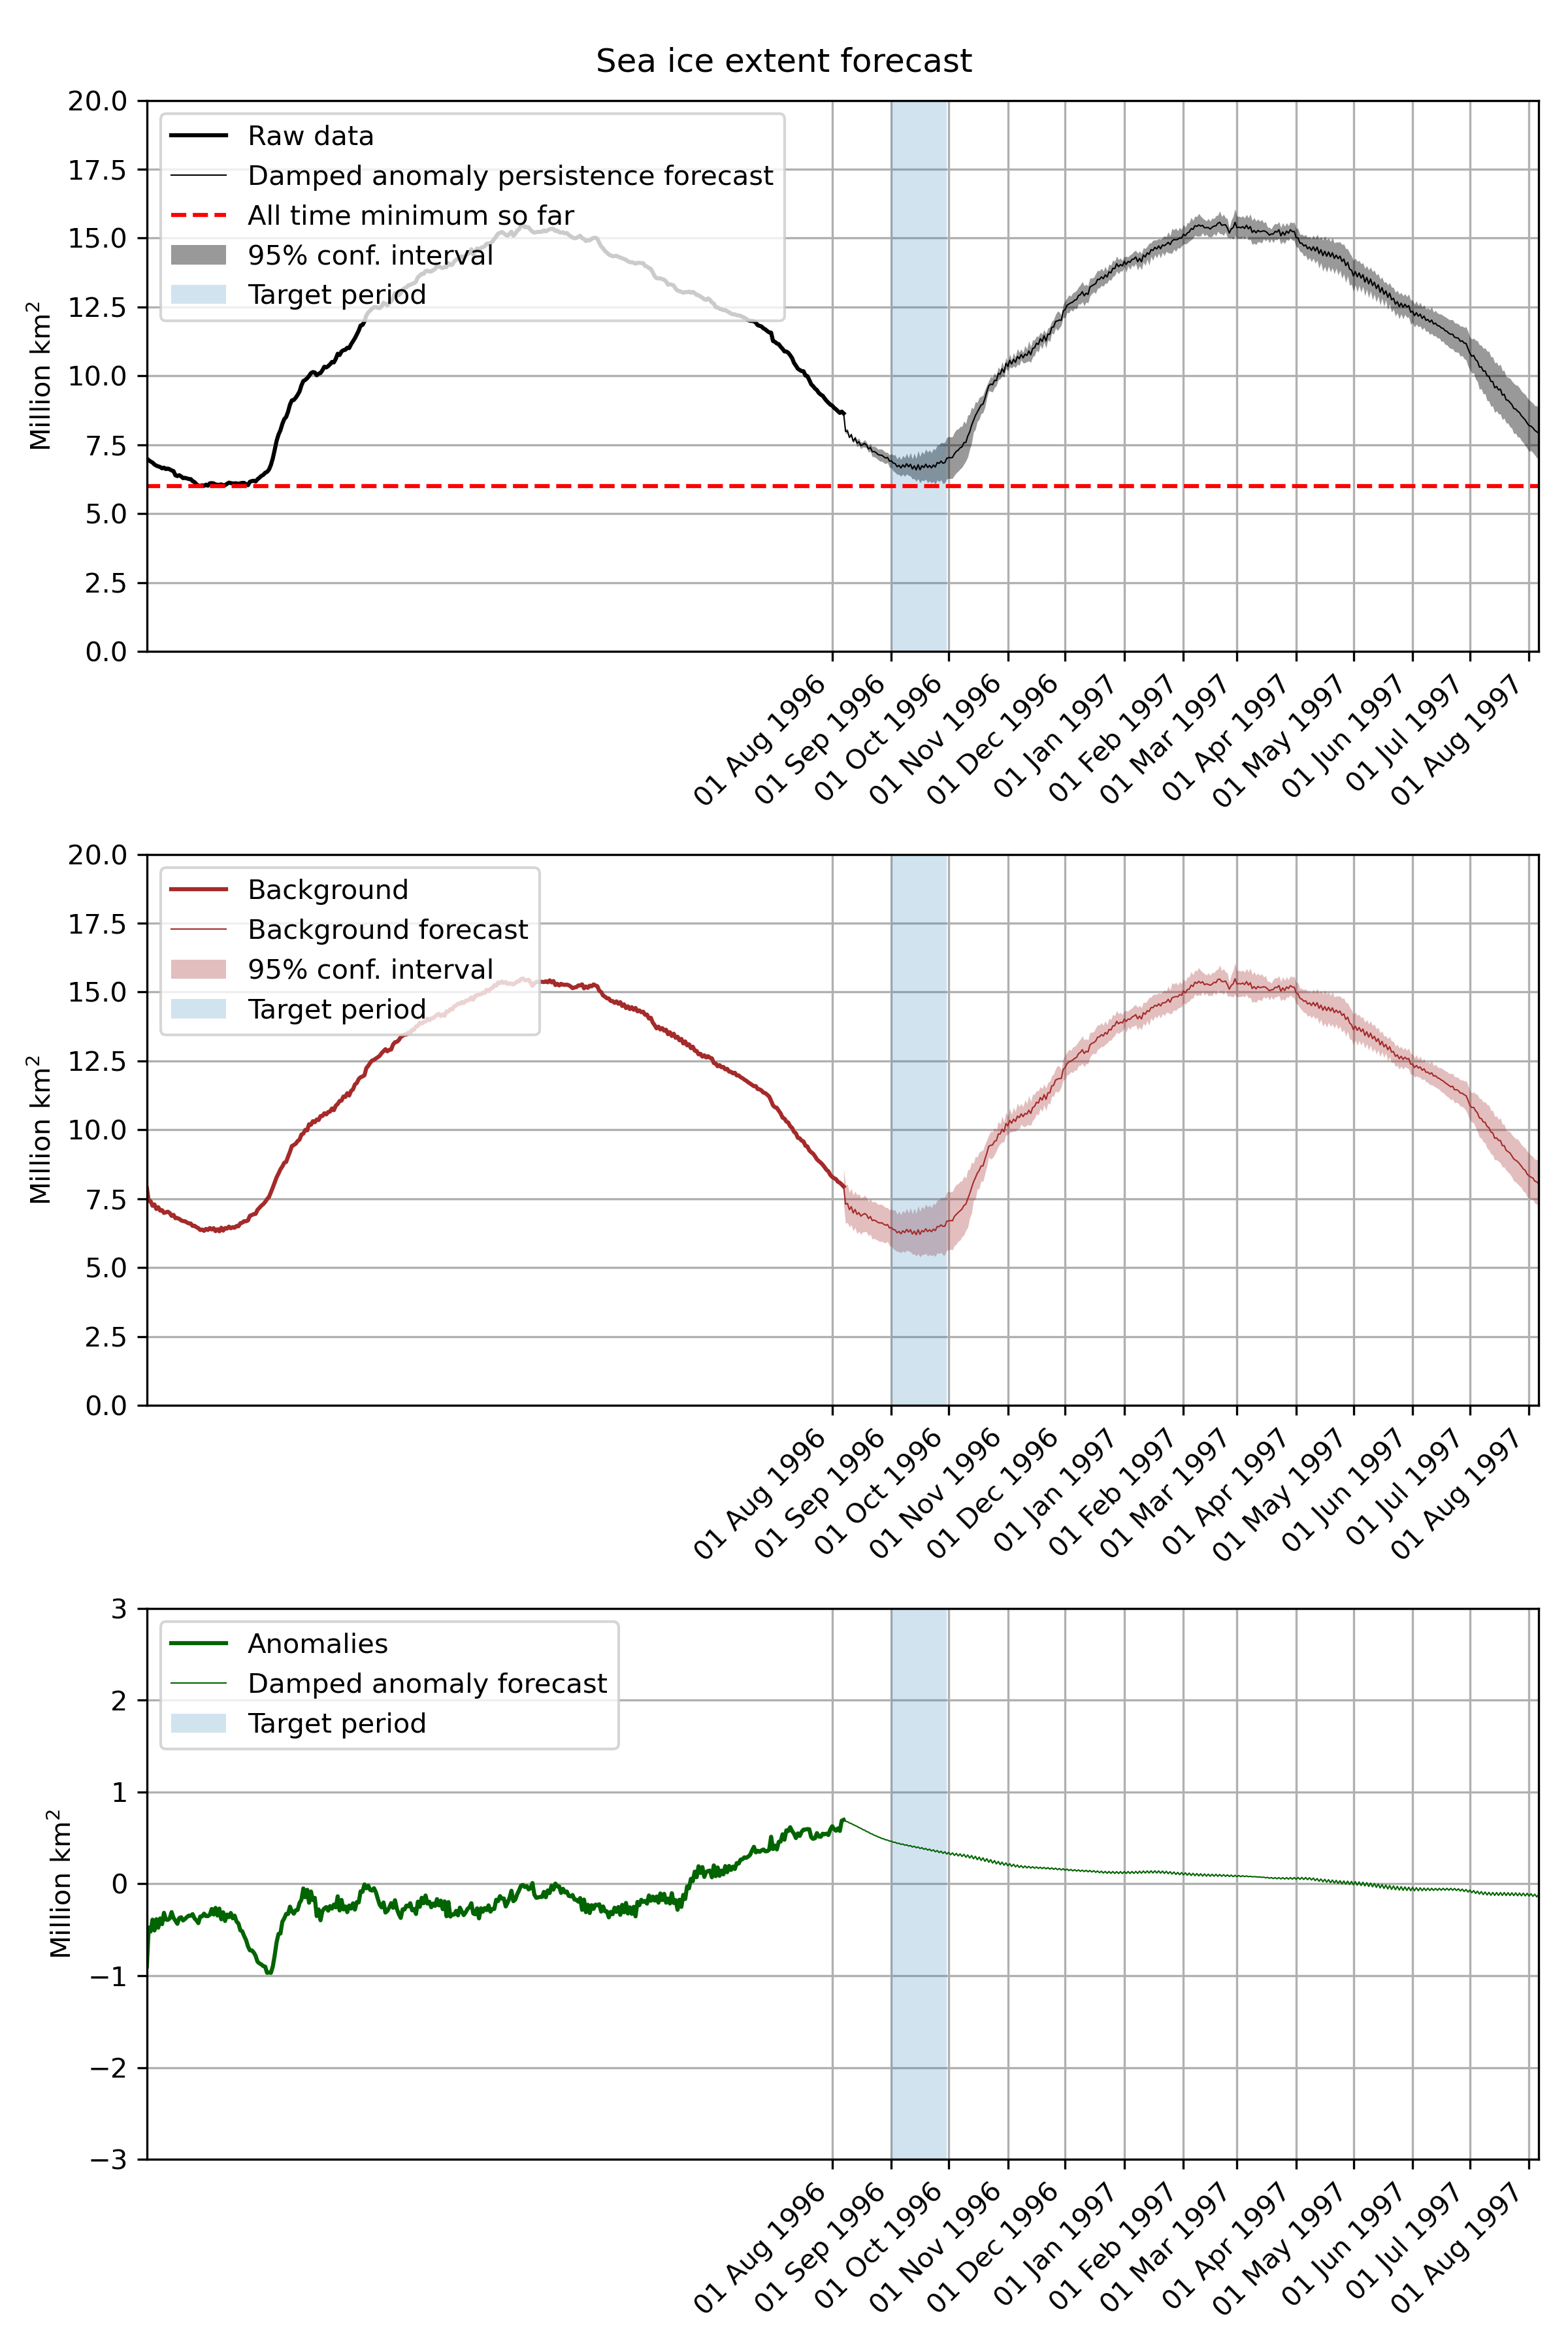 Sea ice extent forecast
20.0
17.5
15.0
12.5
10.0
7.5
5.0
2.5
0.0
Million km²
Raw data
Damped anomaly persistence forecast
All time minimum so far
95% conf. interval
Target period
01 Aug 1996
01 Sep 1996
01 Oct 1996
01 Nov 1996
01 Dec 1996
01 Jan 1997
01 Feb 1997
01 Mar 1997
01 Apr 1997
01 May 1997
01 Jun 1997
01 Jul 1997
01 Aug 1997
20.0
17.5
15.0
12.5
10.0
7.5
5.0
2.5
0.0
Million km²
Background
Background forecast
95% conf. interval
Target period
01 Aug 1996
01 Sep 1996
01 Oct 1996
01 Nov 1996
01 Dec 1996
01 Jan 1997
01 Feb 1997
01 Mar 1997
01 Apr 1997
01 May 1997
01 Jun 1997
01 Jul 1997
01 Aug 1997
3
2
1
0
−1
−2
−3
Million km²
Anomalies
Damped anomaly forecast
Target period
01 Aug 1996
01 Sep 1996
01 Oct 1996
01 Nov 1996
01 Dec 1996
01 Jan 1997
01 Feb 1997
01 Mar 1997
01 Apr 1997
01 May 1997
01 Jun 1997
01 Jul 1997
01 Aug 1997